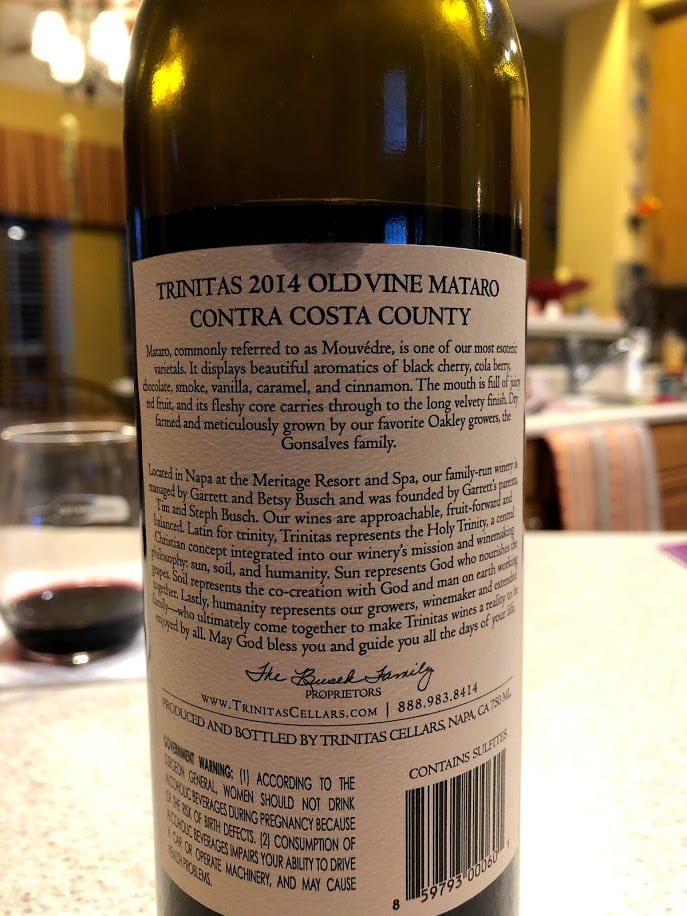 TRINITAS 2014 OLD VINE MATARO
CONTRA COSTA COUNTY
Mataro, commonly referred to as Mouvédre, is one of our most esoteric
varietals. It displays beautiful aromatics of black cherry, cola berry,
chocolate, smoke, vanilla, caramel, and cinnamon. The mouth is full of juicy
red fruit, and its fleshy core carries through to the long velvety finish. Dry
farmed and meticulously grown by our favorite Oakley growers, the
Gonsalves family.
Located in Napa at the Meritage Resort and Spa, our family-run winery is
managed by Garrett and Betsy Busch and was founded by Garrett's parents,
Tim and Steph Busch. Our wines are approachable, fruit-forward and
balanced. Latin for trinity, Trinitas represents the Holy Trinity, a central
Christian concept integrated into our winery's mission and winemaking
philosophy: sun, soil, and humanity. Sun represents God who nourishes the
grapes. Soil represents the co-creation with God and man on earth working
together. Lastly, humanity represents our growers, winemaker and extended
family—who ultimately come together to make Trinitas wines a reality to be
enjoyed by all. May God bless you and guide you all the days of your life.
The Busch Family
PROPRIETORS
www.TrinitasCellars.com | 888.983.8414
PRODUCED AND BOTTLED BY TRINITAS CELLARS, NAPA, CA 750 ML
GOVERNMENT WARNING: (1) ACCORDING TO THE
SURGEON GENERAL, WOMEN SHOULD NOT DRINK
ALCOHOLIC BEVERAGES DURING PREGNANCY BECAUSE
OF THE RISK OF BIRTH DEFECTS. (2) CONSUMPTION OF
ALCOHOLIC BEVERAGES IMPAIRS YOUR ABILITY TO DRIVE
A CAR OR OPERATE MACHINERY, AND MAY CAUSE
HEALTH PROBLEMS.
CONTAINS SULFITES
8 59793 00060 1